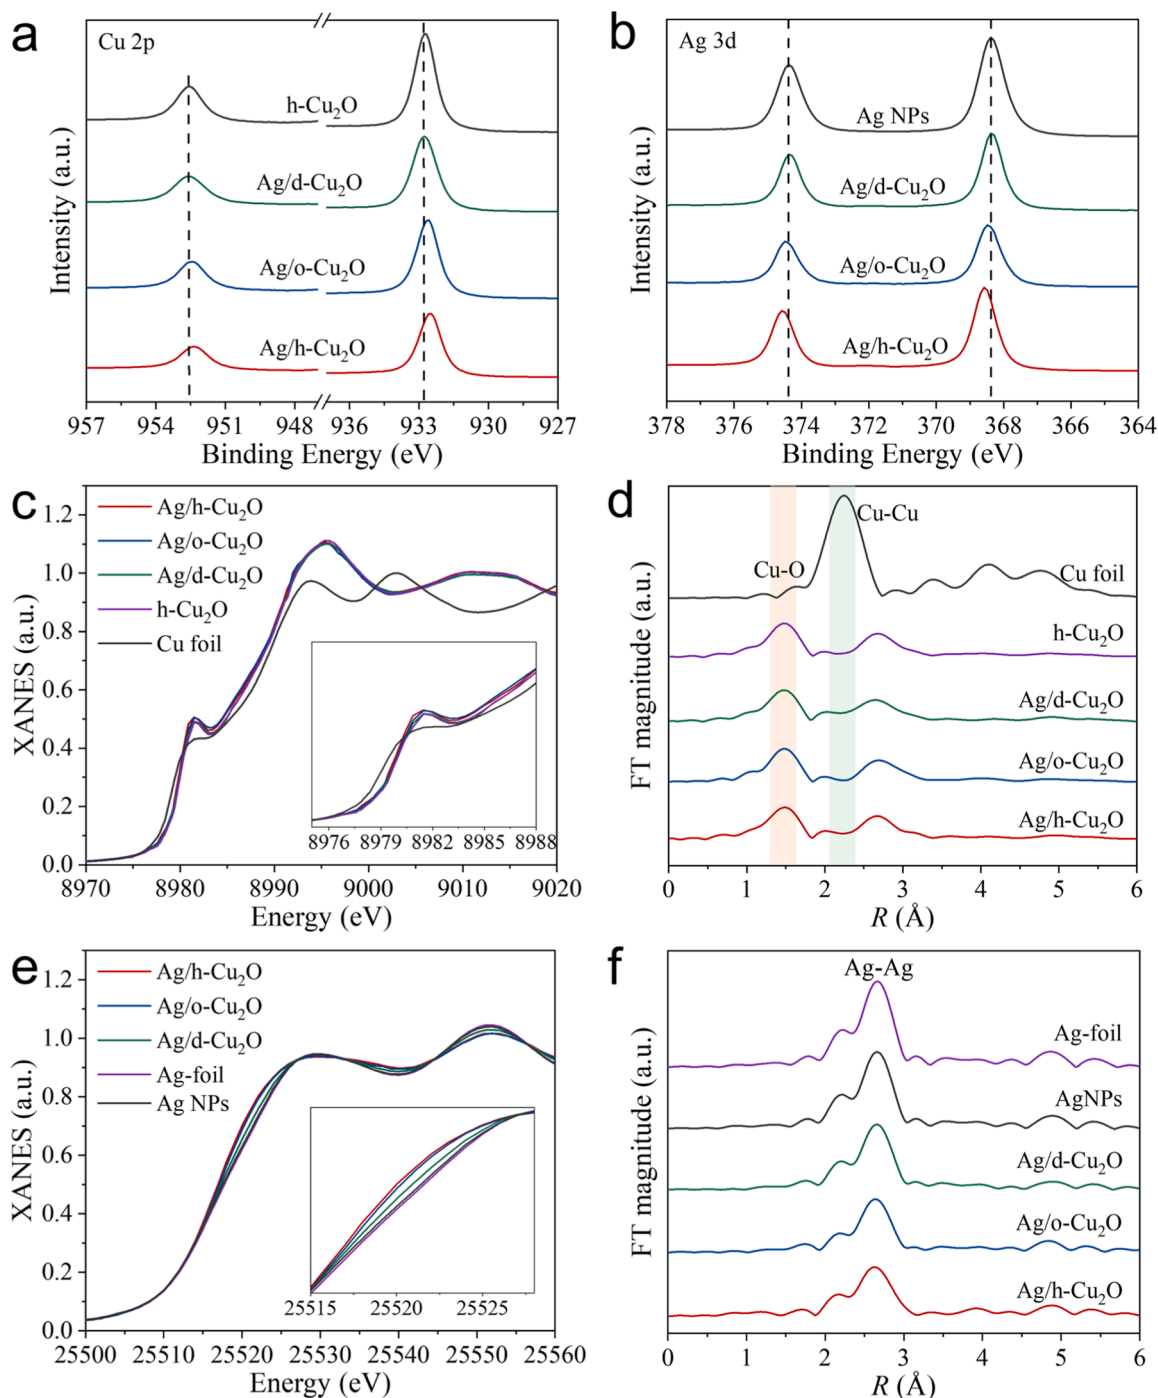 a
Cu 2p
h-Cu₂O
Ag/d-Cu₂O
Ag/o-Cu₂O
Ag/h-Cu₂O
Intensity (a.u.)
957 954 951 948 936 933 930 927
Binding Energy (eV)
b
Ag 3d
Ag NPs
Ag/d-Cu₂O
Ag/o-Cu₂O
Ag/h-Cu₂O
Intensity (a.u.)
378 376 374 372 370 368 366 364
Binding Energy (eV)
c
Ag/h-Cu₂O
Ag/o-Cu₂O
Ag/d-Cu₂O
h-Cu₂O
Cu foil
XANES (a.u.)
1.2
1.0
0.8
0.6
0.4
0.2
0.0
8976 8979 8982 8985 8988
8970 8980 8990 9000 9010 9020
Energy (eV)
d
Cu-Cu
Cu-O
Cu foil
h-Cu₂O
Ag/d-Cu₂O
Ag/o-Cu₂O
Ag/h-Cu₂O
FT magnitude (a.u.)
0 1 2 3 4 5 6
R (Å)
e
Ag/h-Cu₂O
Ag/o-Cu₂O
Ag/d-Cu₂O
Ag-foil
Ag NPs
XANES (a.u.)
1.2
1.0
0.8
0.6
0.4
0.2
0.0
25515 25520 25525
25500 25510 25520 25530 25540 25550 25560
Energy (eV)
f
Ag-Ag
Ag-foil
AgNPs
Ag/d-Cu₂O
Ag/o-Cu₂O
Ag/h-Cu₂O
FT magnitude (a.u.)
0 1 2 3 4 5 6
R (Å)